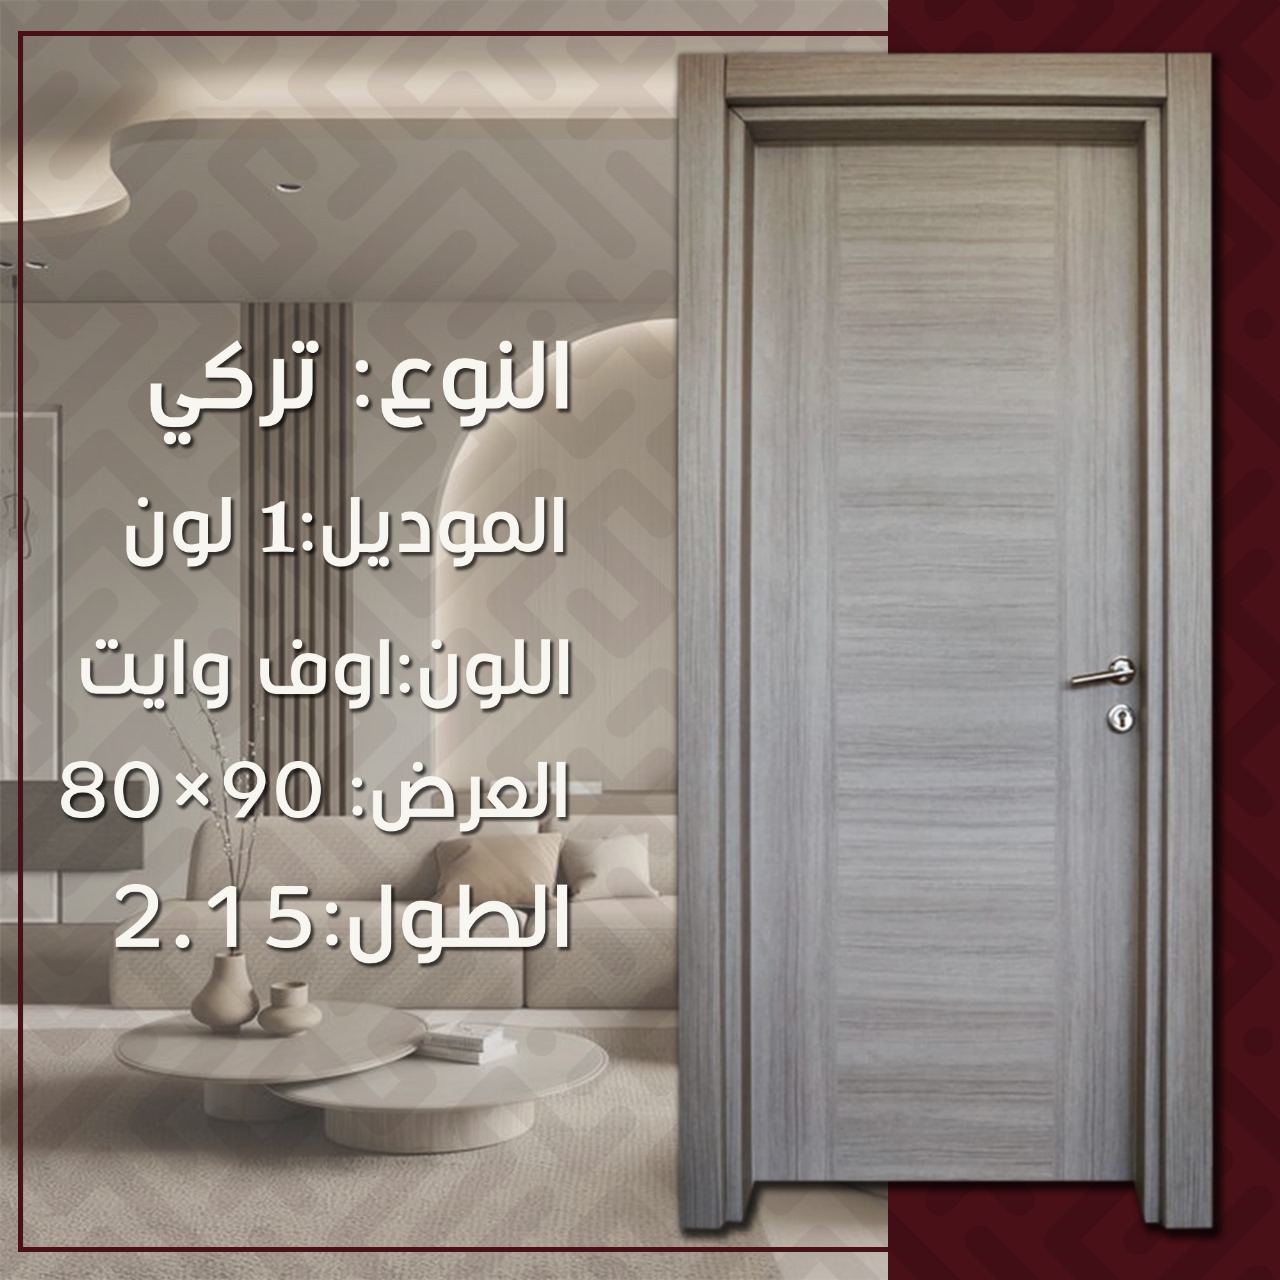 النوع: تركي
الموديل:1 لون
اللون:اوف وايت
العرض: 90×80
الطول:2.15